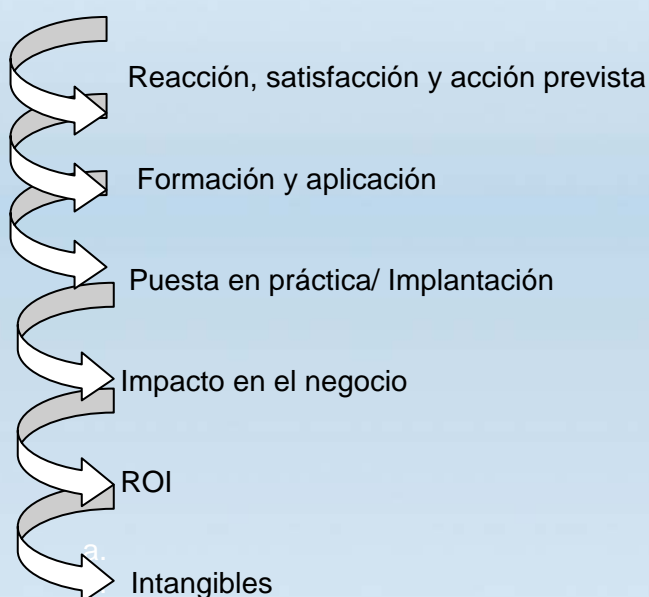 Reacción, satisfacción y acción prevista
Formación y aplicación
Puesta en práctica/ Implantación
Impacto en el negocio
ROI
a.
Intangibles